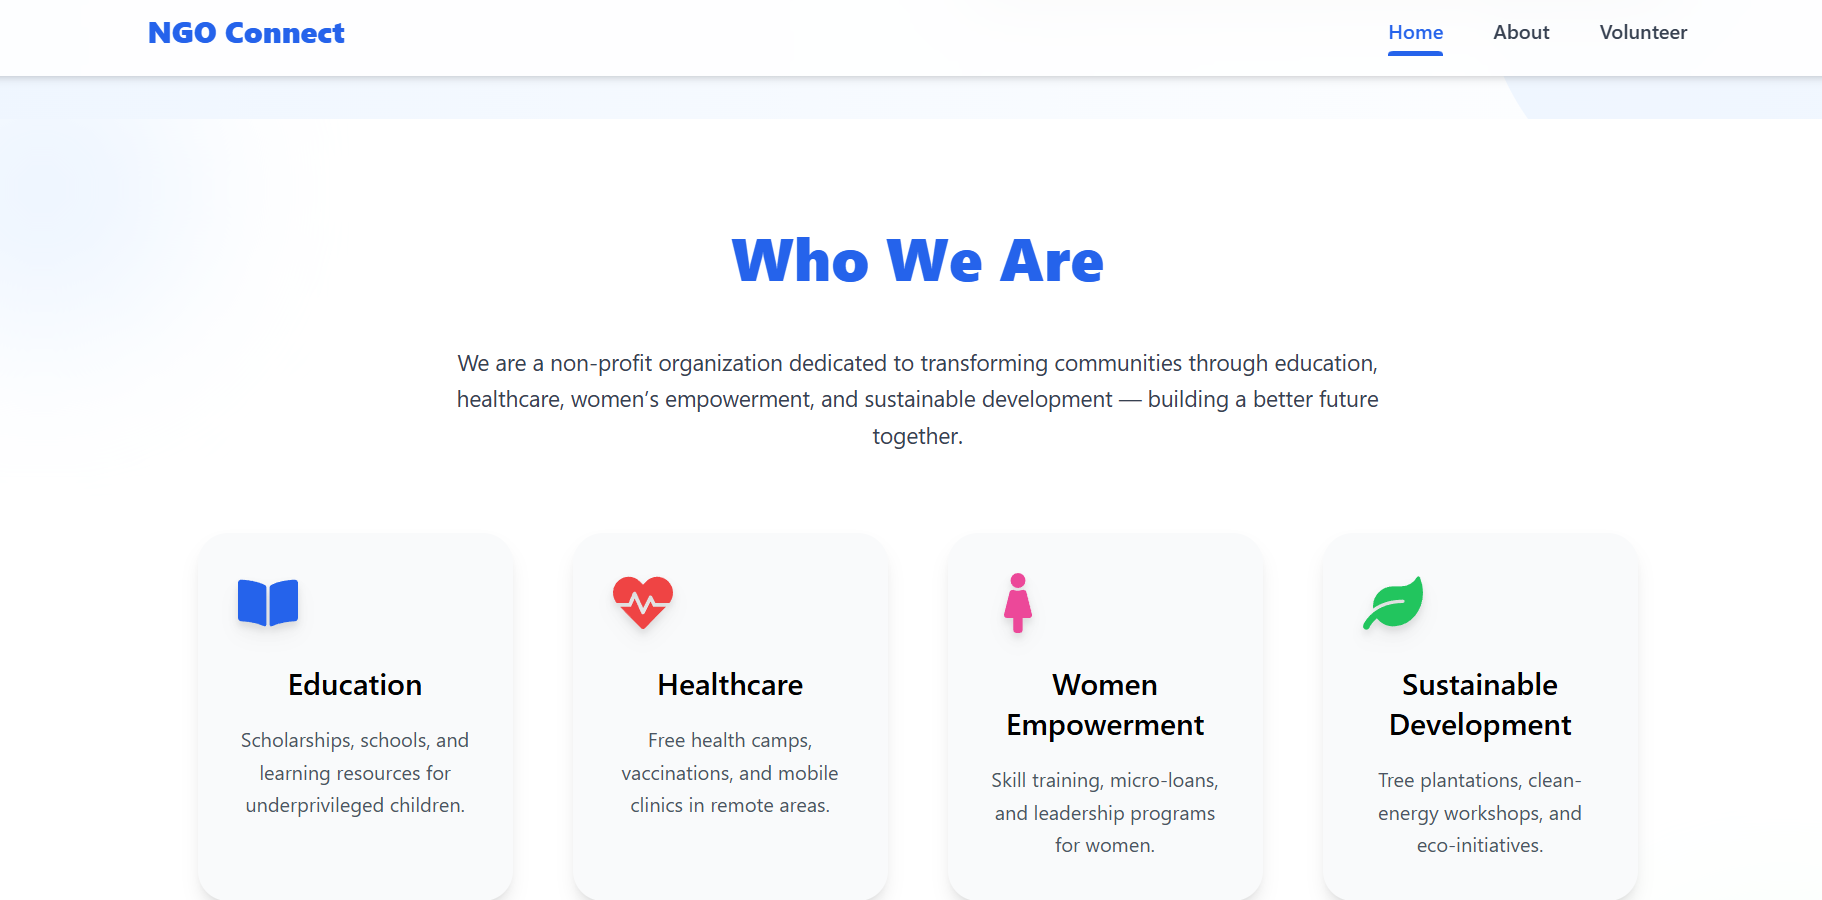 NGO Connect
Home
About
Volunteer
Who We Are
We are a non-profit organization dedicated to transforming communities through education,
healthcare, women’s empowerment, and sustainable development — building a better future
together.
Education
Scholarships, schools, and
learning resources for
underprivileged children.
Healthcare
Free health camps,
vaccinations, and mobile
clinics in remote areas.
Women
Empowerment
Skill training, micro-loans,
and leadership programs
for women.
Sustainable
Development
Tree plantations, clean-
energy workshops, and
eco-initiatives.